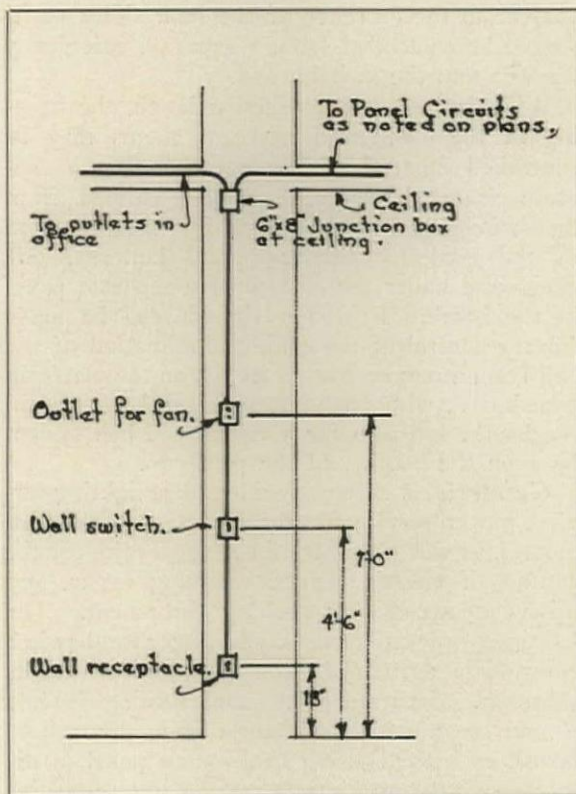 To Panel Circuits
as noted on plans,
To outlets in
office
Ceiling
6"x8" Junction box
at ceiling.
Outlet for fan.
Wall switch.
7'-0"
4'-6"
Wall receptacle.
18"